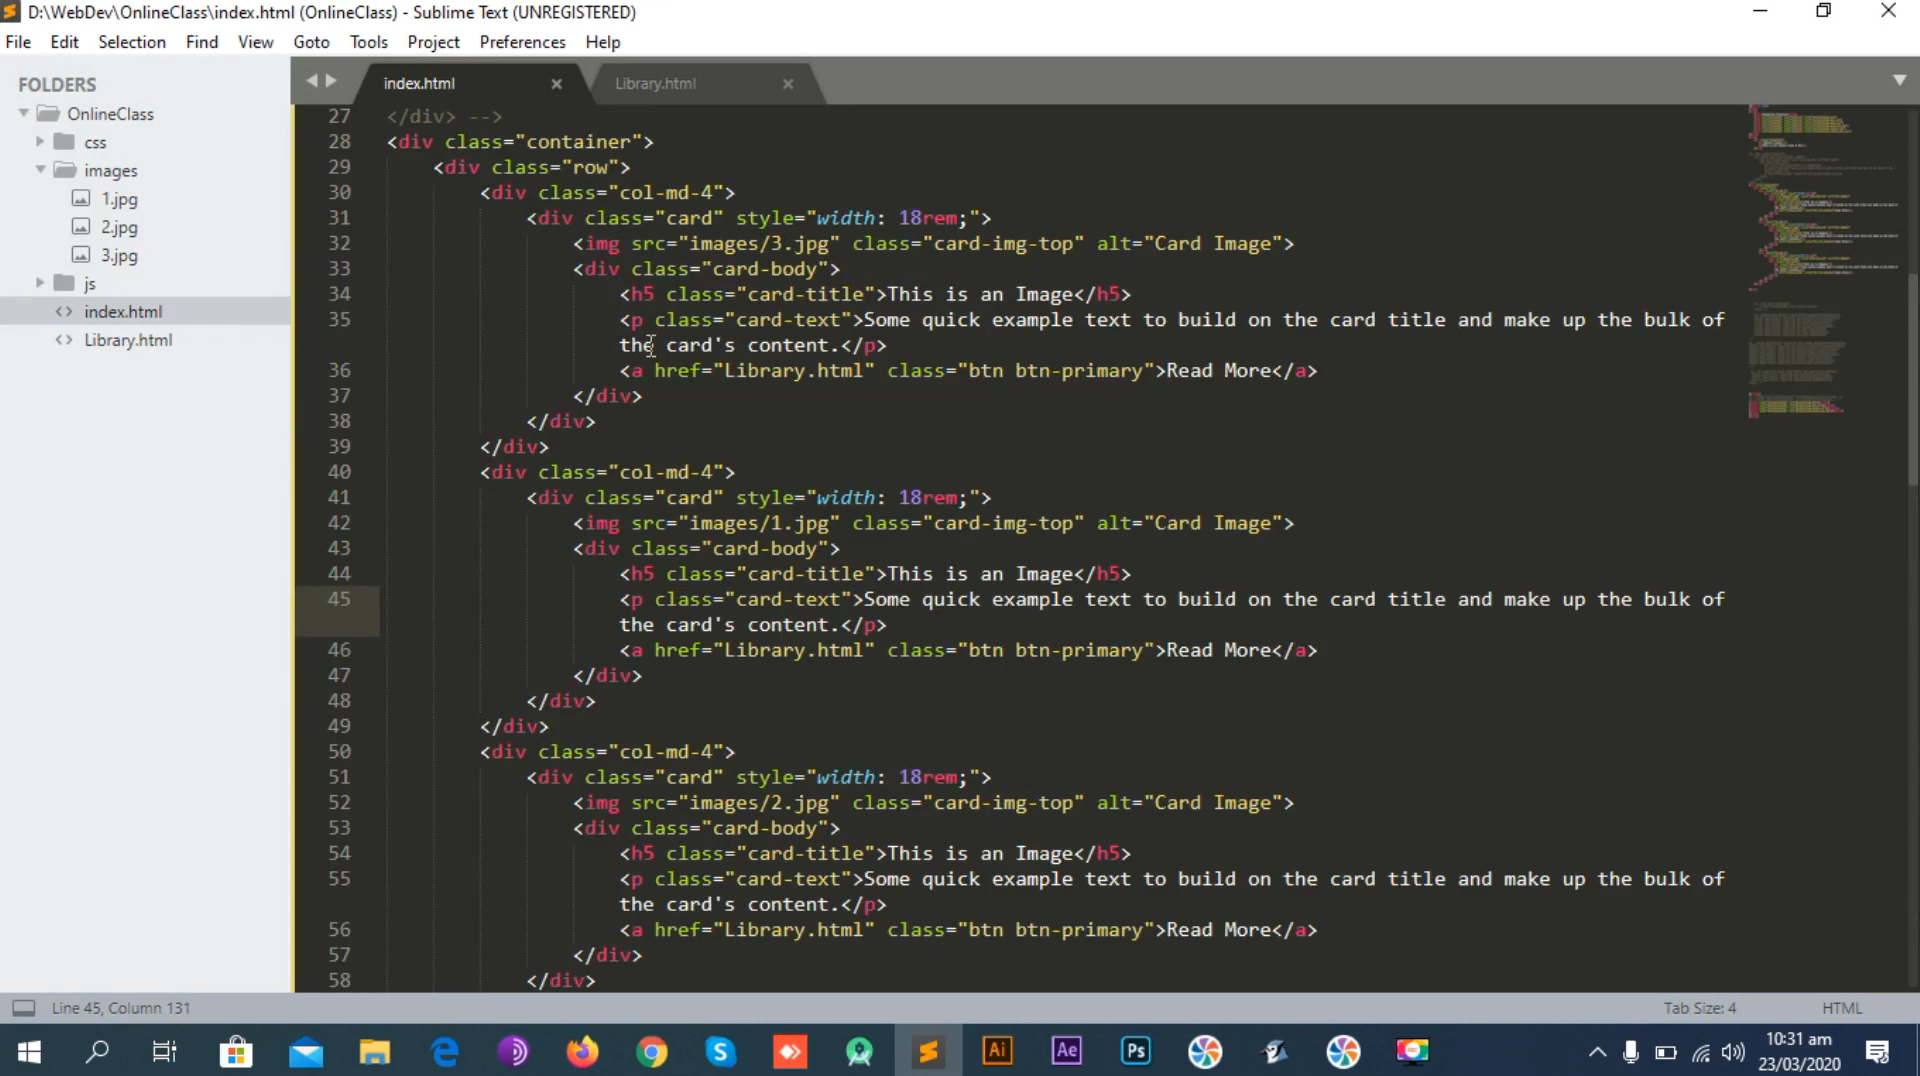 D:\WebDev\OnlineClass\index.html (OnlineClass) - Sublime Text (UNREGISTERED)
File Edit Selection Find View Goto Tools Project Preferences Help
FOLDERS
OnlineClass
css
images
1.jpg
2.jpg
3.jpg
js
index.html
Library.html
index.html
Library.html
27 </div> -->
28 <div class="container">
29 <div class="row">
30 <div class="col-md-4">
31 <div class="card" style="width: 18rem;">
32 <img src="images/3.jpg" class="card-img-top" alt="Card Image">
33 <div class="card-body">
34 <h5 class="card-title">This is an Image</h5>
35 <p class="card-text">Some quick example text to build on the card title and make up the bulk of
the card's content.</p>
36 <a href="Library.html" class="btn btn-primary">Read More</a>
37 </div>
38 </div>
39 </div>
40 <div class="col-md-4">
41 <div class="card" style="width: 18rem;">
42 <img src="images/1.jpg" class="card-img-top" alt="Card Image">
43 <div class="card-body">
44 <h5 class="card-title">This is an Image</h5>
45 <p class="card-text">Some quick example text to build on the card title and make up the bulk of
the card's content.</p>
46 <a href="Library.html" class="btn btn-primary">Read More</a>
47 </div>
48 </div>
49 </div>
50 <div class="col-md-4">
51 <div class="card" style="width: 18rem;">
52 <img src="images/2.jpg" class="card-img-top" alt="Card Image">
53 <div class="card-body">
54 <h5 class="card-title">This is an Image</h5>
55 <p class="card-text">Some quick example text to build on the card title and make up the bulk of
the card's content.</p>
56 <a href="Library.html" class="btn btn-primary">Read More</a>
57 </div>
58 </div>
Line 45, Column 131
Tab Size: 4
HTML
Ai
Ae
Ps
10:31 am
23/03/2020